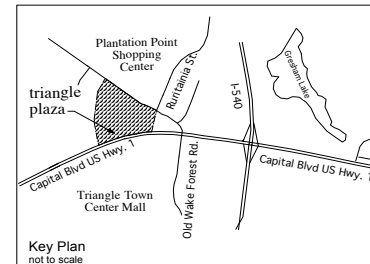 Plantation Point
Shopping
Center
triangle
plaza
Ruritainia St.
I-540
Gresham Lake
Capital Blvd US Hwy. 1
Capital Blvd US Hwy. 1
Triangle Town
Center Mall
Old Wake Forest Rd.
Key Plan
not to scale